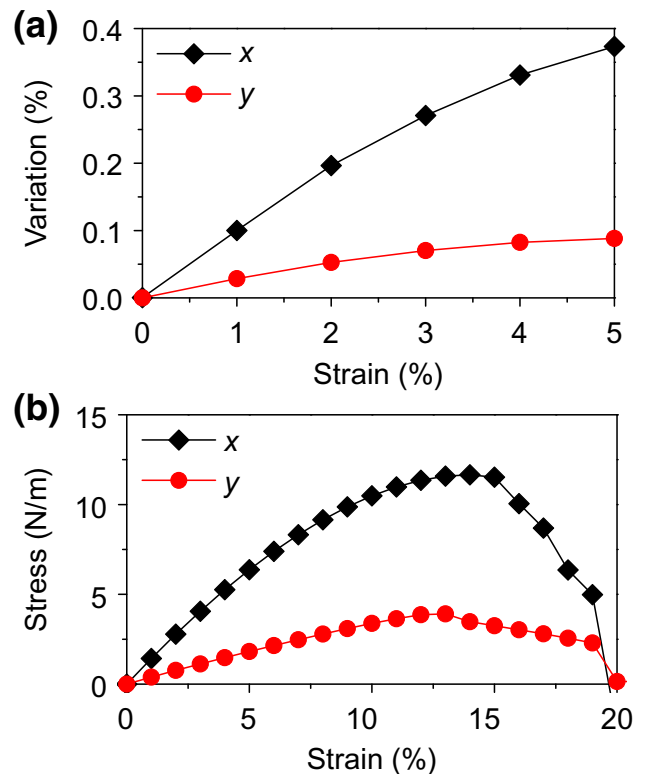 (a)
0.4
0.3
0.2
0.1
0.0
Variation (%)
x
y
0 1 2 3 4 5
Strain (%)
(b)
15
10
5
0
Stress (N/m)
x
y
0 5 10 15 20
Strain (%)